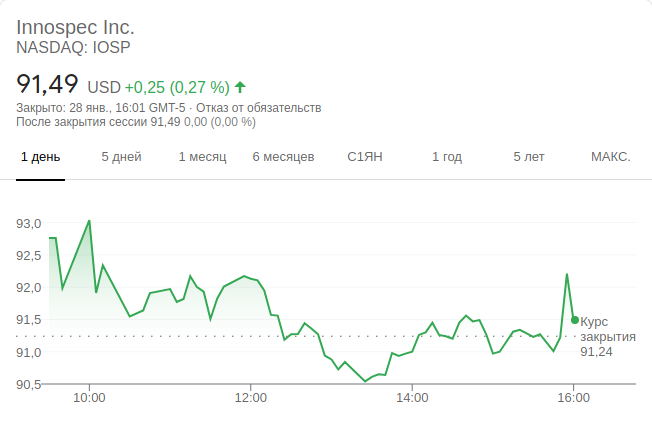 Innospec Inc.
NASDAQ: IOSP
91,49 USD +0,25 (0,27 %)
Закрыто: 28 янв., 16:01 GMT-5 · Отказ от обязательств
После закрытия сессии 91,49 0,00 (0,00 %)
1 день 5 дней 1 месяц 6 месяцев С1ЯН 1 год 5 лет МАКС.
93,0
92,5
92,0
91,5
91,0
90,5
Курс
закрытия
91,24
10:00 12:00 14:00 16:00